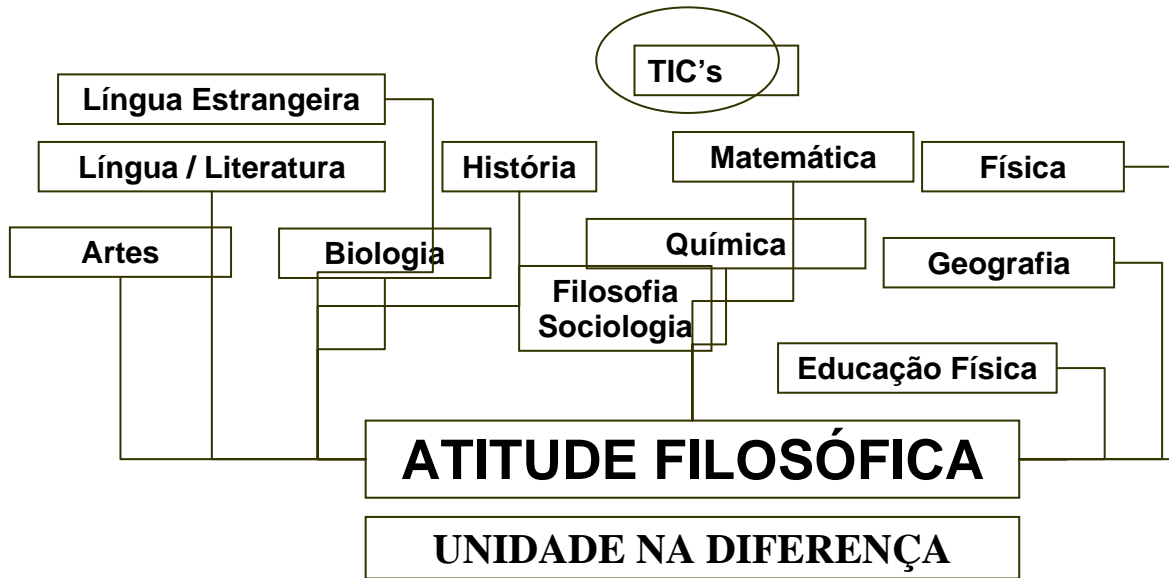 TIC’s
Língua Estrangeira
Língua / Literatura
História
Matemática
Física
Artes
Biologia
Química
Geografia
Filosofia
Sociologia
Educação Física
ATITUDE FILOSÓFICA
UNIDADE NA DIFERENÇA